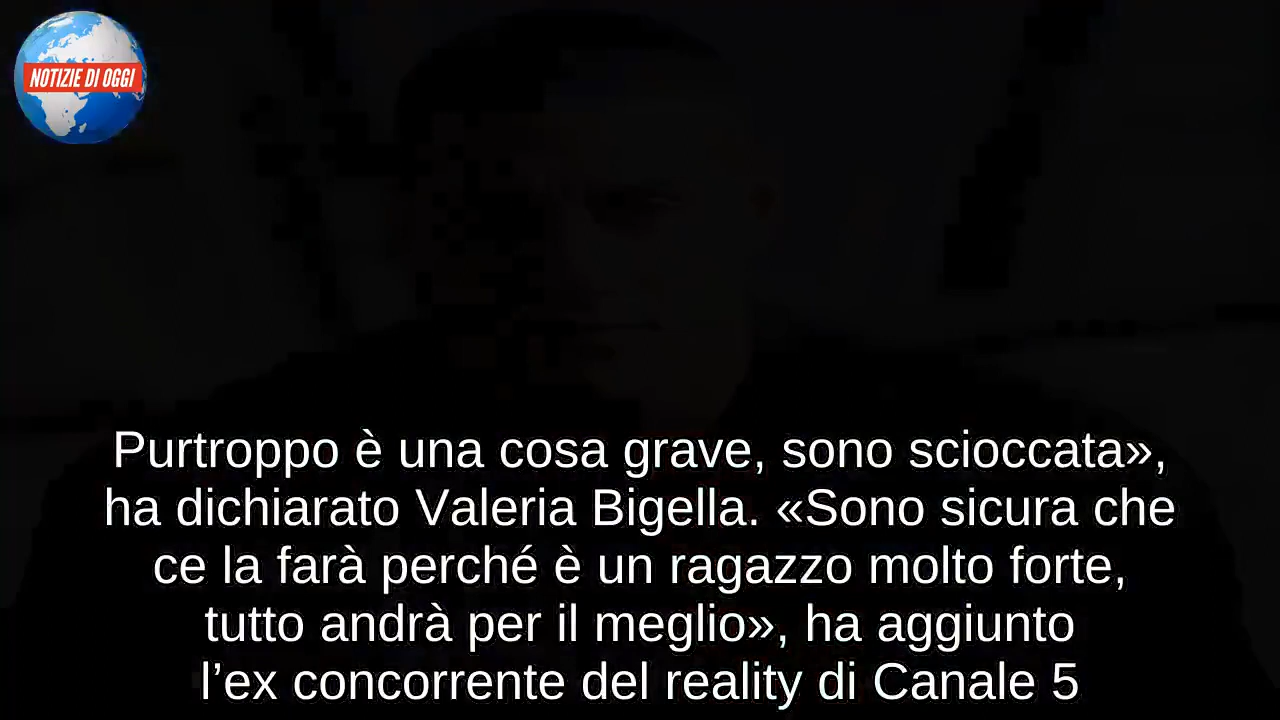 NOTIZIE DI OGGI
Purtroppo è una cosa grave, sono scioccata»,
ha dichiarato Valeria Bigella. «Sono sicura che
ce la farà perché è un ragazzo molto forte,
tutto andrà per il meglio», ha aggiunto
l’ex concorrente del reality di Canale 5